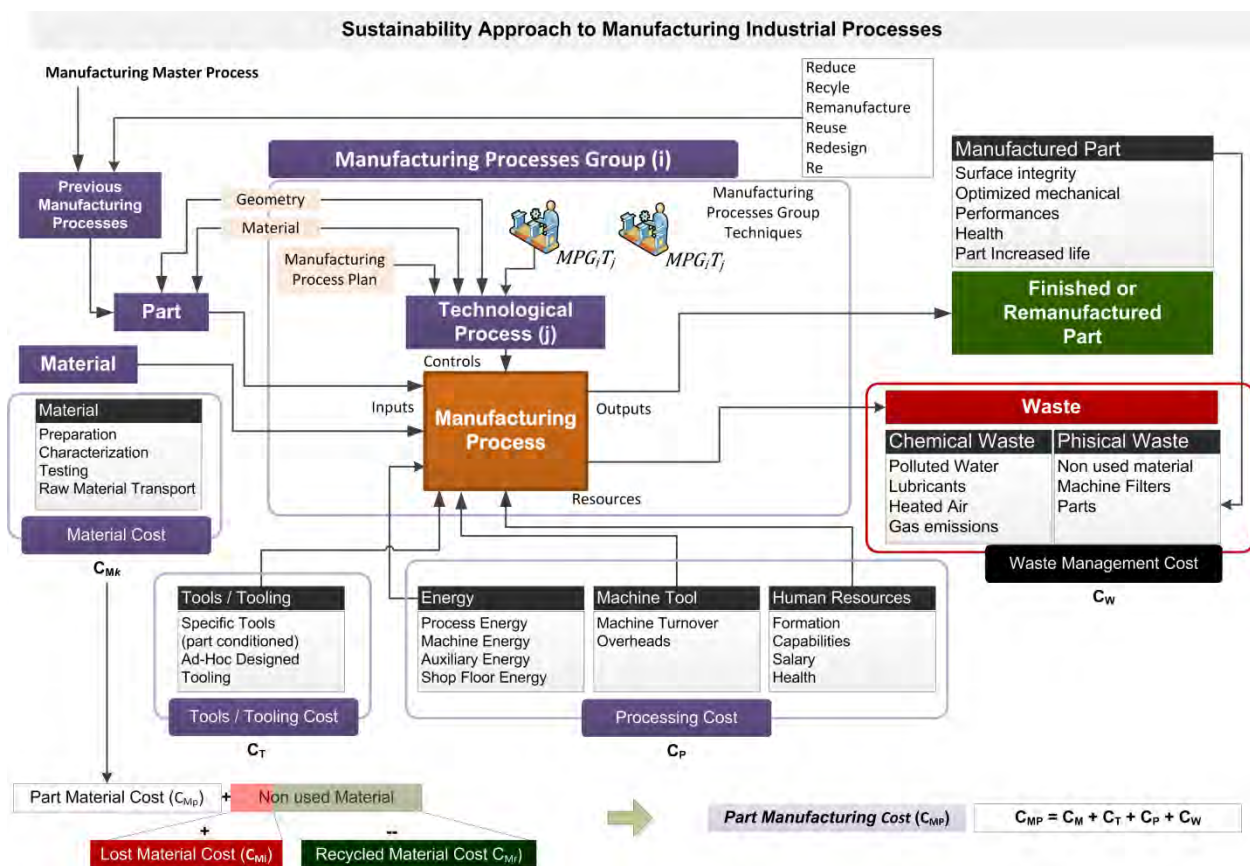 Sustainability Approach to Manufacturing Industrial Processes
Manufacturing Master Process
Reduce
Recyle
Remanufacture
Reuse
Redesign
Re
Manufacturing Processes Group (i)
Previous
Manufacturing
Processes
Geometry
Material
Manufacturing
Process Plan
Manufacturing
Processes Group
Techniques
MPGiTj
MPGiTj
Manufactured Part
Surface integrity
Optimized mechanical
Performances
Health
Part Increased life
Part
Technological
Process (j)
Finished or
Remanufactured
Part
Material
Controls
Inputs
Manufacturing
Process
Outputs
Resources
Material
Preparation
Characterization
Testing
Raw Material Transport
Material Cost
CMk
Waste
Chemical Waste
Polluted Water
Lubricants
Heated Air
Gas emissions
Phisical Waste
Non used material
Machine Filters
Parts
Waste Management Cost
CW
Tools / Tooling
Specific Tools
(part conditioned)
Ad-Hoc Designed
Tooling
Tools / Tooling Cost
CT
Energy
Process Energy
Machine Energy
Auxiliary Energy
Shop Floor Energy
Machine Tool
Machine Turnover
Overheads
Human Resources
Formation
Capabilities
Salary
Health
Processing Cost
CP
Part Material Cost (CMp) + Non used Material
+ --
Lost Material Cost (CMl) Recycled Material Cost CMr)
Part Manufacturing Cost (CMP)
CMP = CM + CT + CP + CW